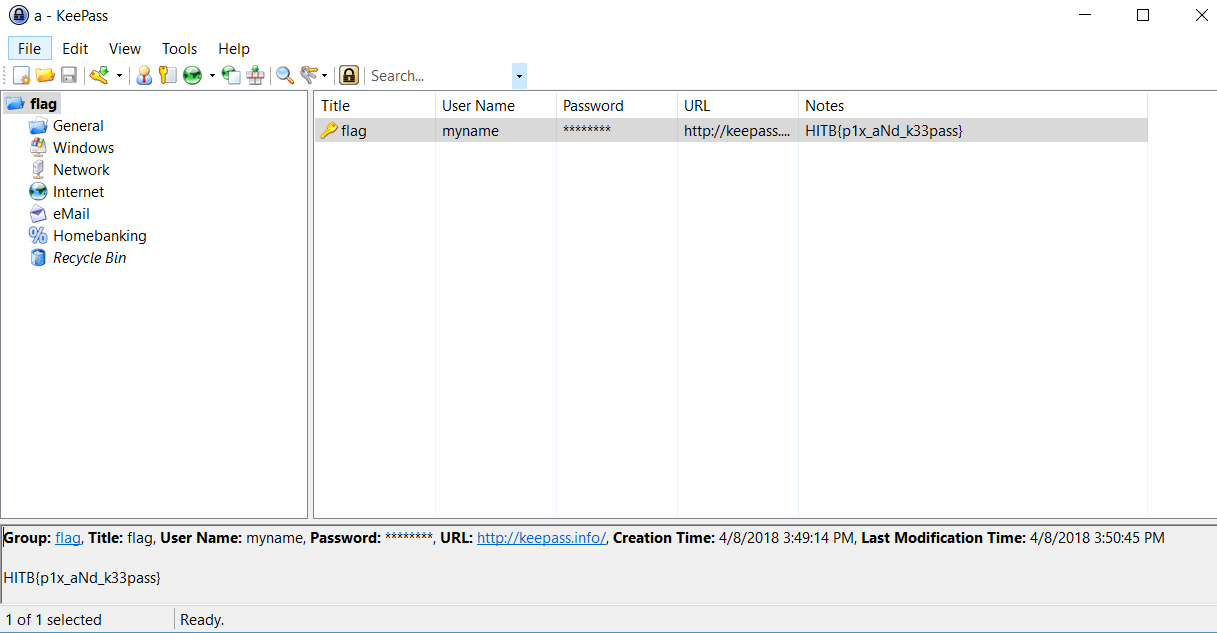 a - KeePass
File Edit View Tools Help
Search...
flag
General
Windows
Network
Internet
eMail
Homebanking
Recycle Bin
Title User Name Password URL Notes
flag myname ******** http://keepass.... HITB{p1x_aNd_k33pass}
Group: flag, Title: flag, User Name: myname, Password: ********, URL: http://keepass.info/, Creation Time: 4/8/2018 3:49:14 PM, Last Modification Time: 4/8/2018 3:50:45 PM
HITB{p1x_aNd_k33pass}
1 of 1 selected Ready.